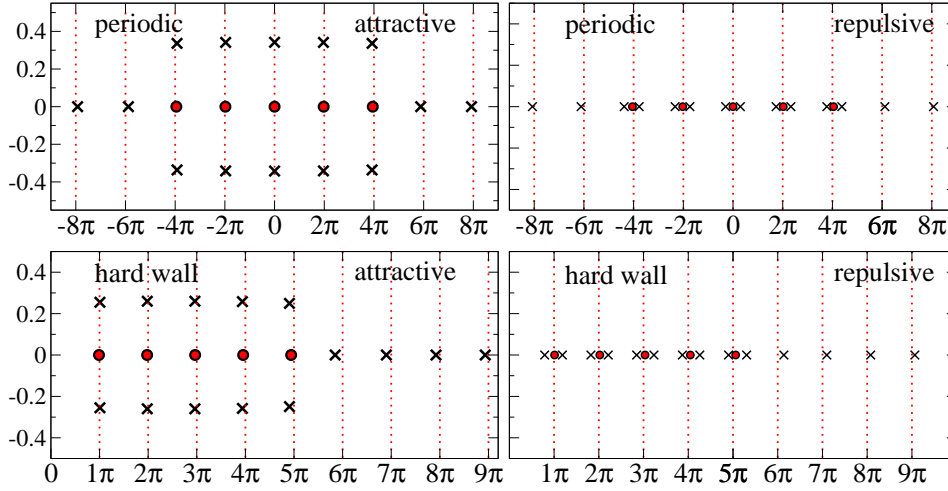 periodic attractive
0.4
0.2
0
-0.2
-0.4
-8π -6π -4π -2π 0 2π 4π 6π 8π
periodic repulsive
-8π -6π -4π -2π 0 2π 4π 6π 8π
hard wall attractive
0.4
0.2
0
-0.2
-0.4
0 1π 2π 3π 4π 5π 6π 7π 8π 9π
hard wall repulsive
1π 2π 3π 4π 5π 6π 7π 8π 9π